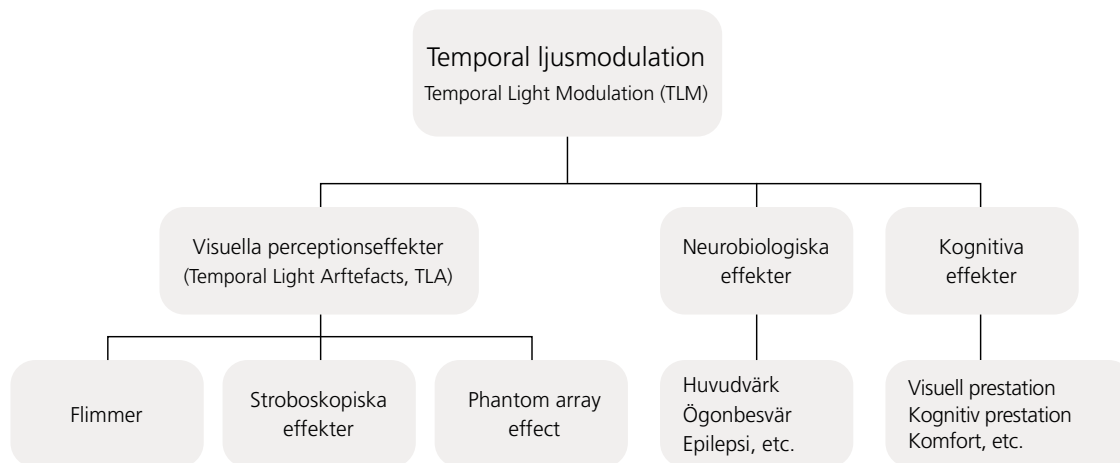 Temporal ljusmodulation
Temporal Light Modulation (TLM)
Visuella perceptionseffekter
(Temporal Light Arftefacts, TLA)
Neurobiologiska
effekter
Kognitiva
effekter
Flimmer
Stroboskopiska
effekter
Phantom array
effect
Huvudvärk
Ögonbesvär
Epilepsi, etc.
Visuell prestation
Kognitiv prestation
Komfort, etc.